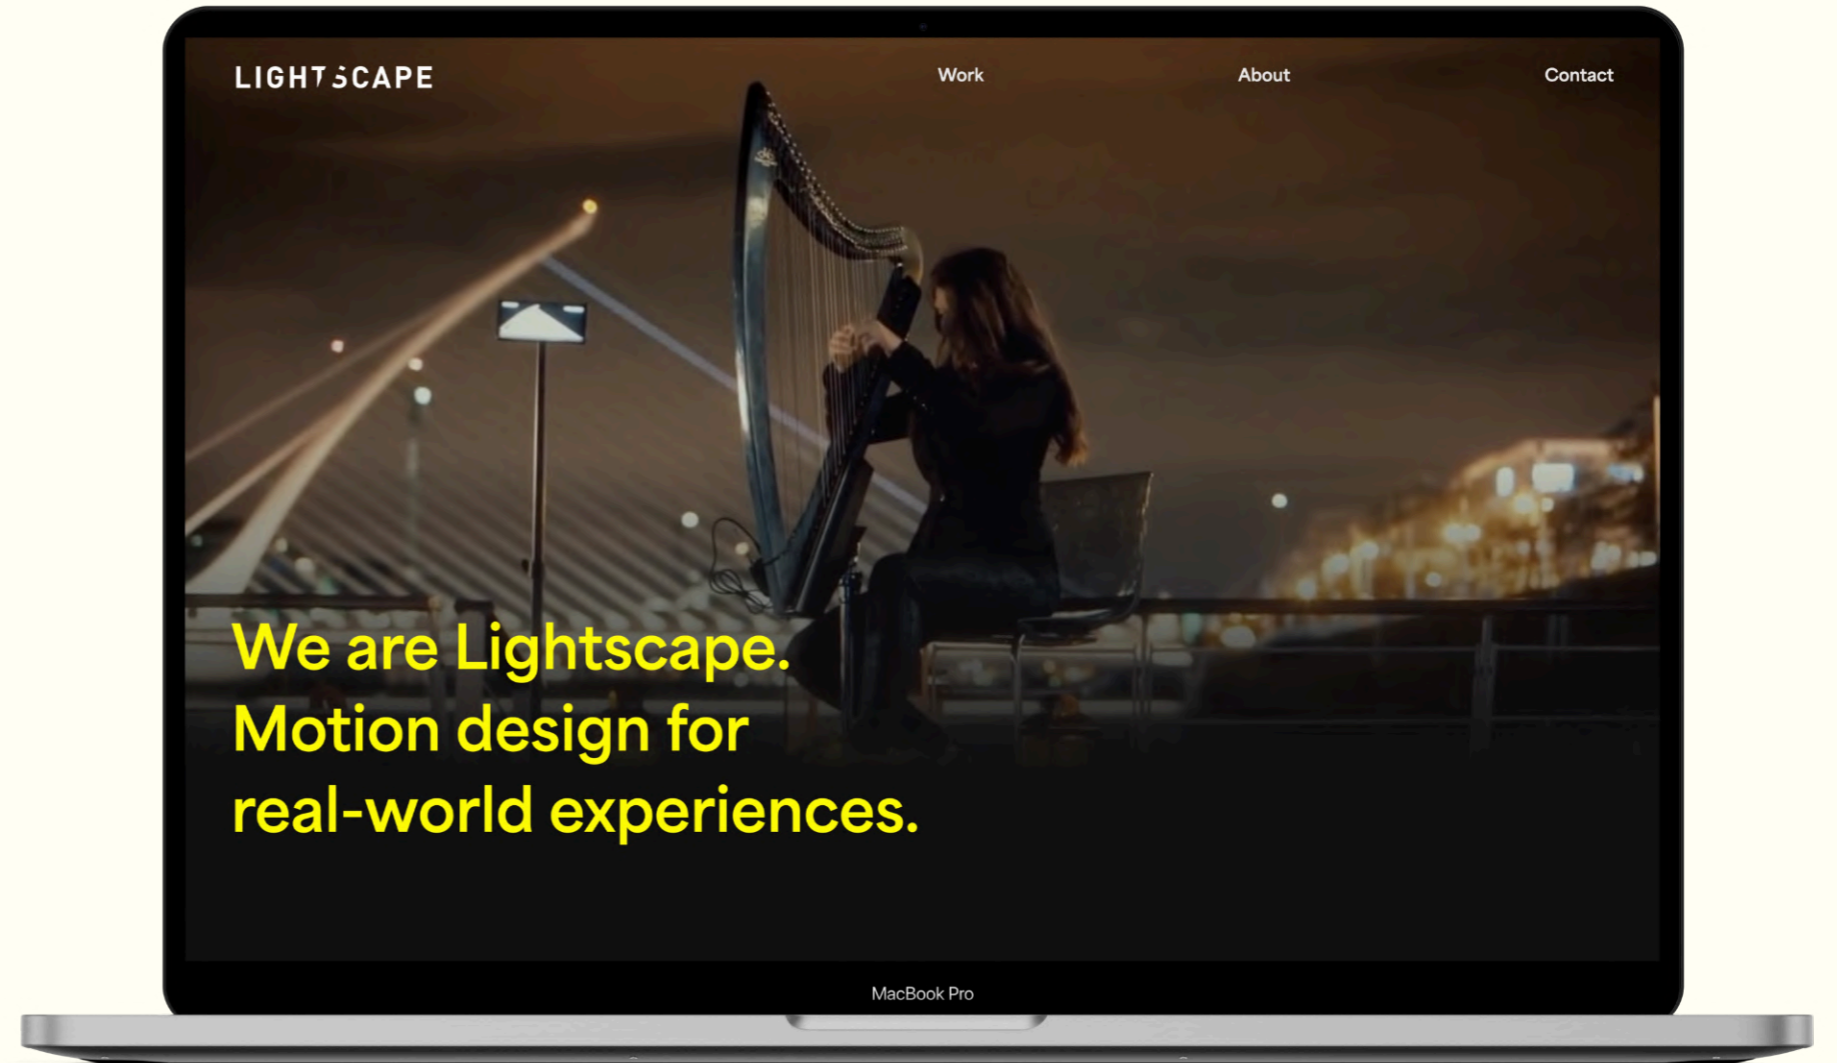 LIGHTSCAPE
Work
About
Contact
We are Lightscape.
Motion design for
real-world experiences.
MacBook Pro